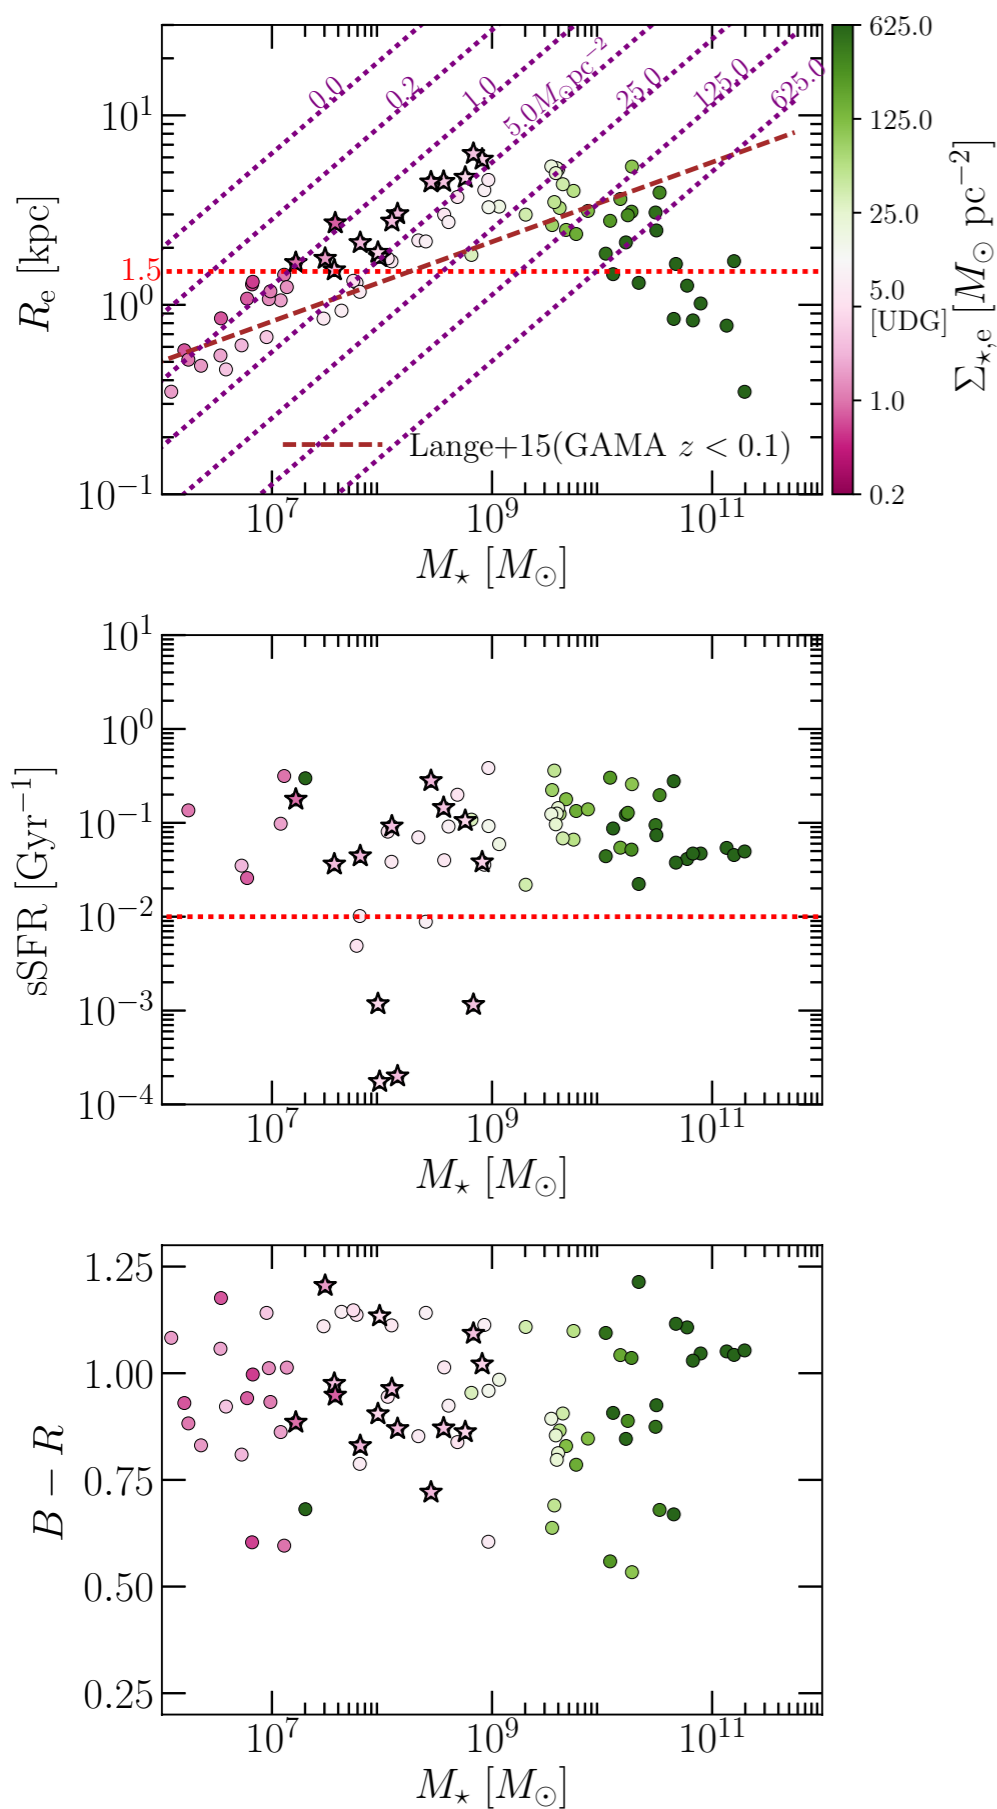 10¹
10⁰
10⁻¹
1.5
Rₑ [kpc]
0.0
0.2
1.0
5.0M⊙pc⁻²
25.0
125.0
625.0
Lange+15(GAMA z < 0.1)
10⁷ 10⁹ 10¹¹
M⋆ [M⊙]
625.0
125.0
25.0
5.0
[UDG]
1.0
0.2
Σ⋆,e [M⊙ pc⁻²]
10¹
10⁰
10⁻¹
10⁻²
10⁻³
10⁻⁴
sSFR [Gyr⁻¹]
10⁷ 10⁹ 10¹¹
M⋆ [M⊙]
1.25
1.00
0.75
0.50
0.25
B − R
10⁷ 10⁹ 10¹¹
M⋆ [M⊙]